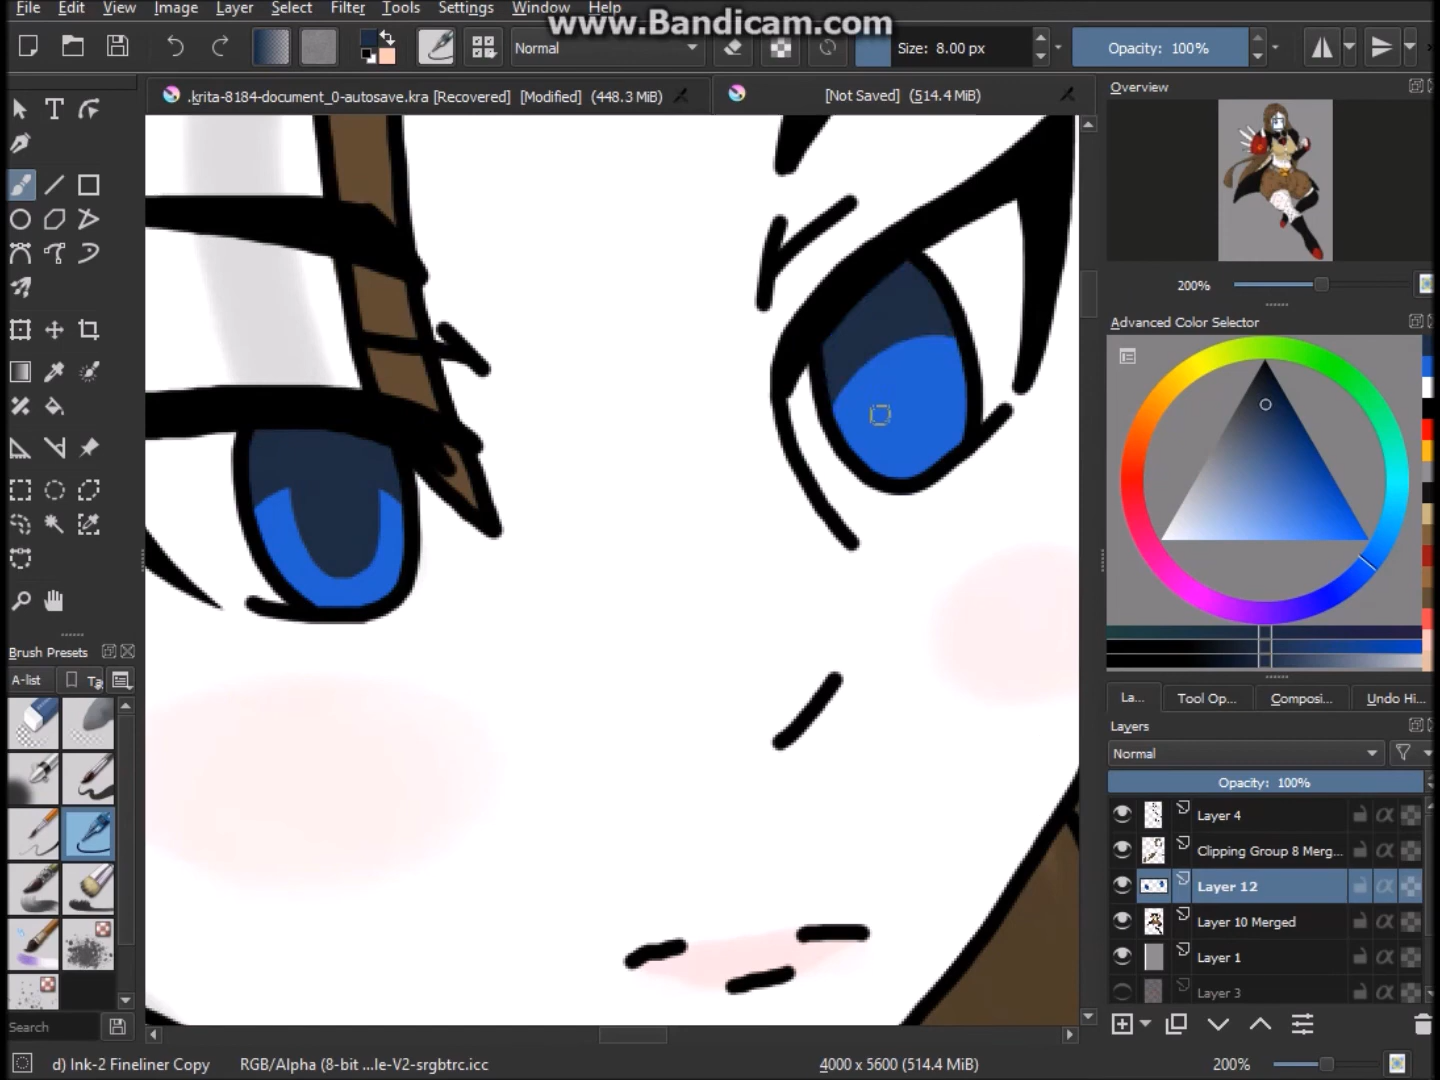 File Edit View Image Layer Select Filter Tools Settings Window Help
www.Bandicam.com
Normal
Size: 8.00 px
Opacity: 100%
.krita-8184-document_0-autosave.kra [Recovered] [Modified] (448.3 MiB)
[Not Saved] (514.4 MiB)
Overview
200%
Advanced Color Selector
Brush Presets
A-list
Ta
La...
Tool Op...
Composi...
Undo Hi...
Layers
Normal
Opacity: 100%
Layer 4
Clipping Group 8 Merg...
Layer 12
Layer 10 Merged
Layer 1
Layer 3
Search
d) Ink-2 Fineliner Copy
RGB/Alpha (8-bit ...le-V2-srgbtrc.icc
4000 x 5600 (514.4 MiB)
200%